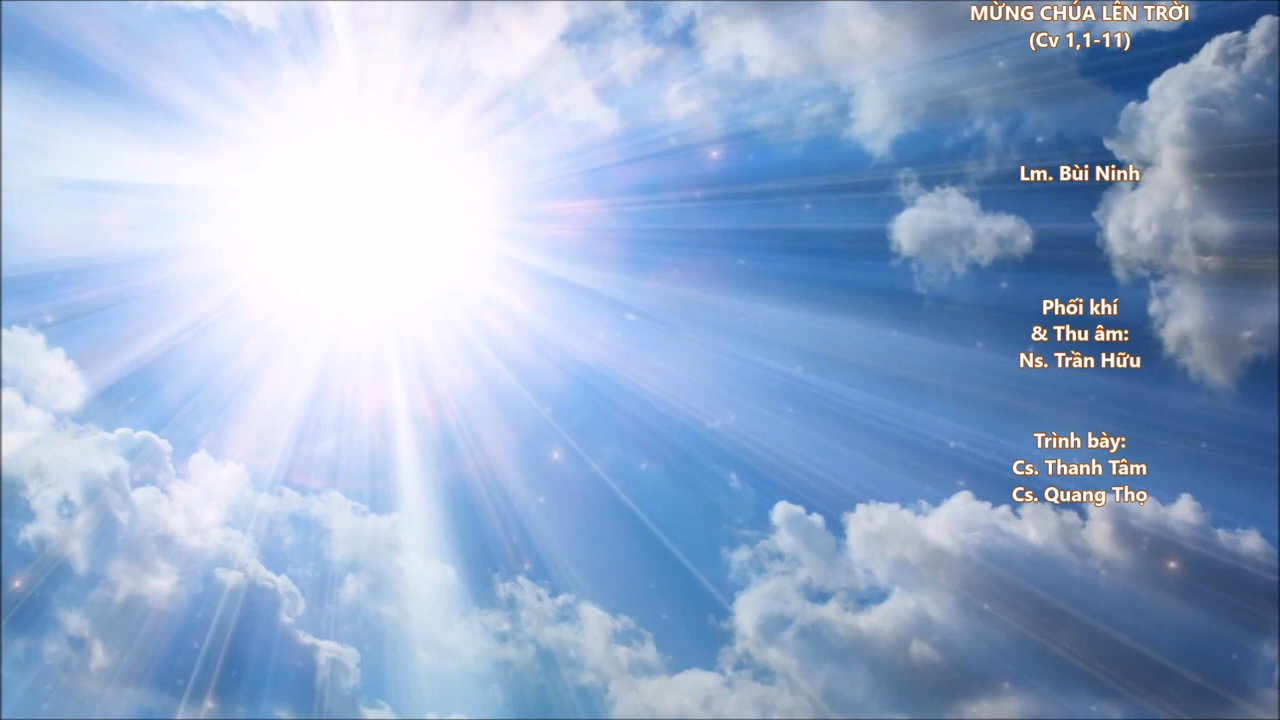 MỪNG CHÚA LÊN TRỜI
(Cv 1,1-11)
Lm. Bùi Ninh
Phối khí
& Thu âm:
Ns. Trần Hữu
Trình bày:
Cs. Thanh Tâm
Cs. Quang Thọ